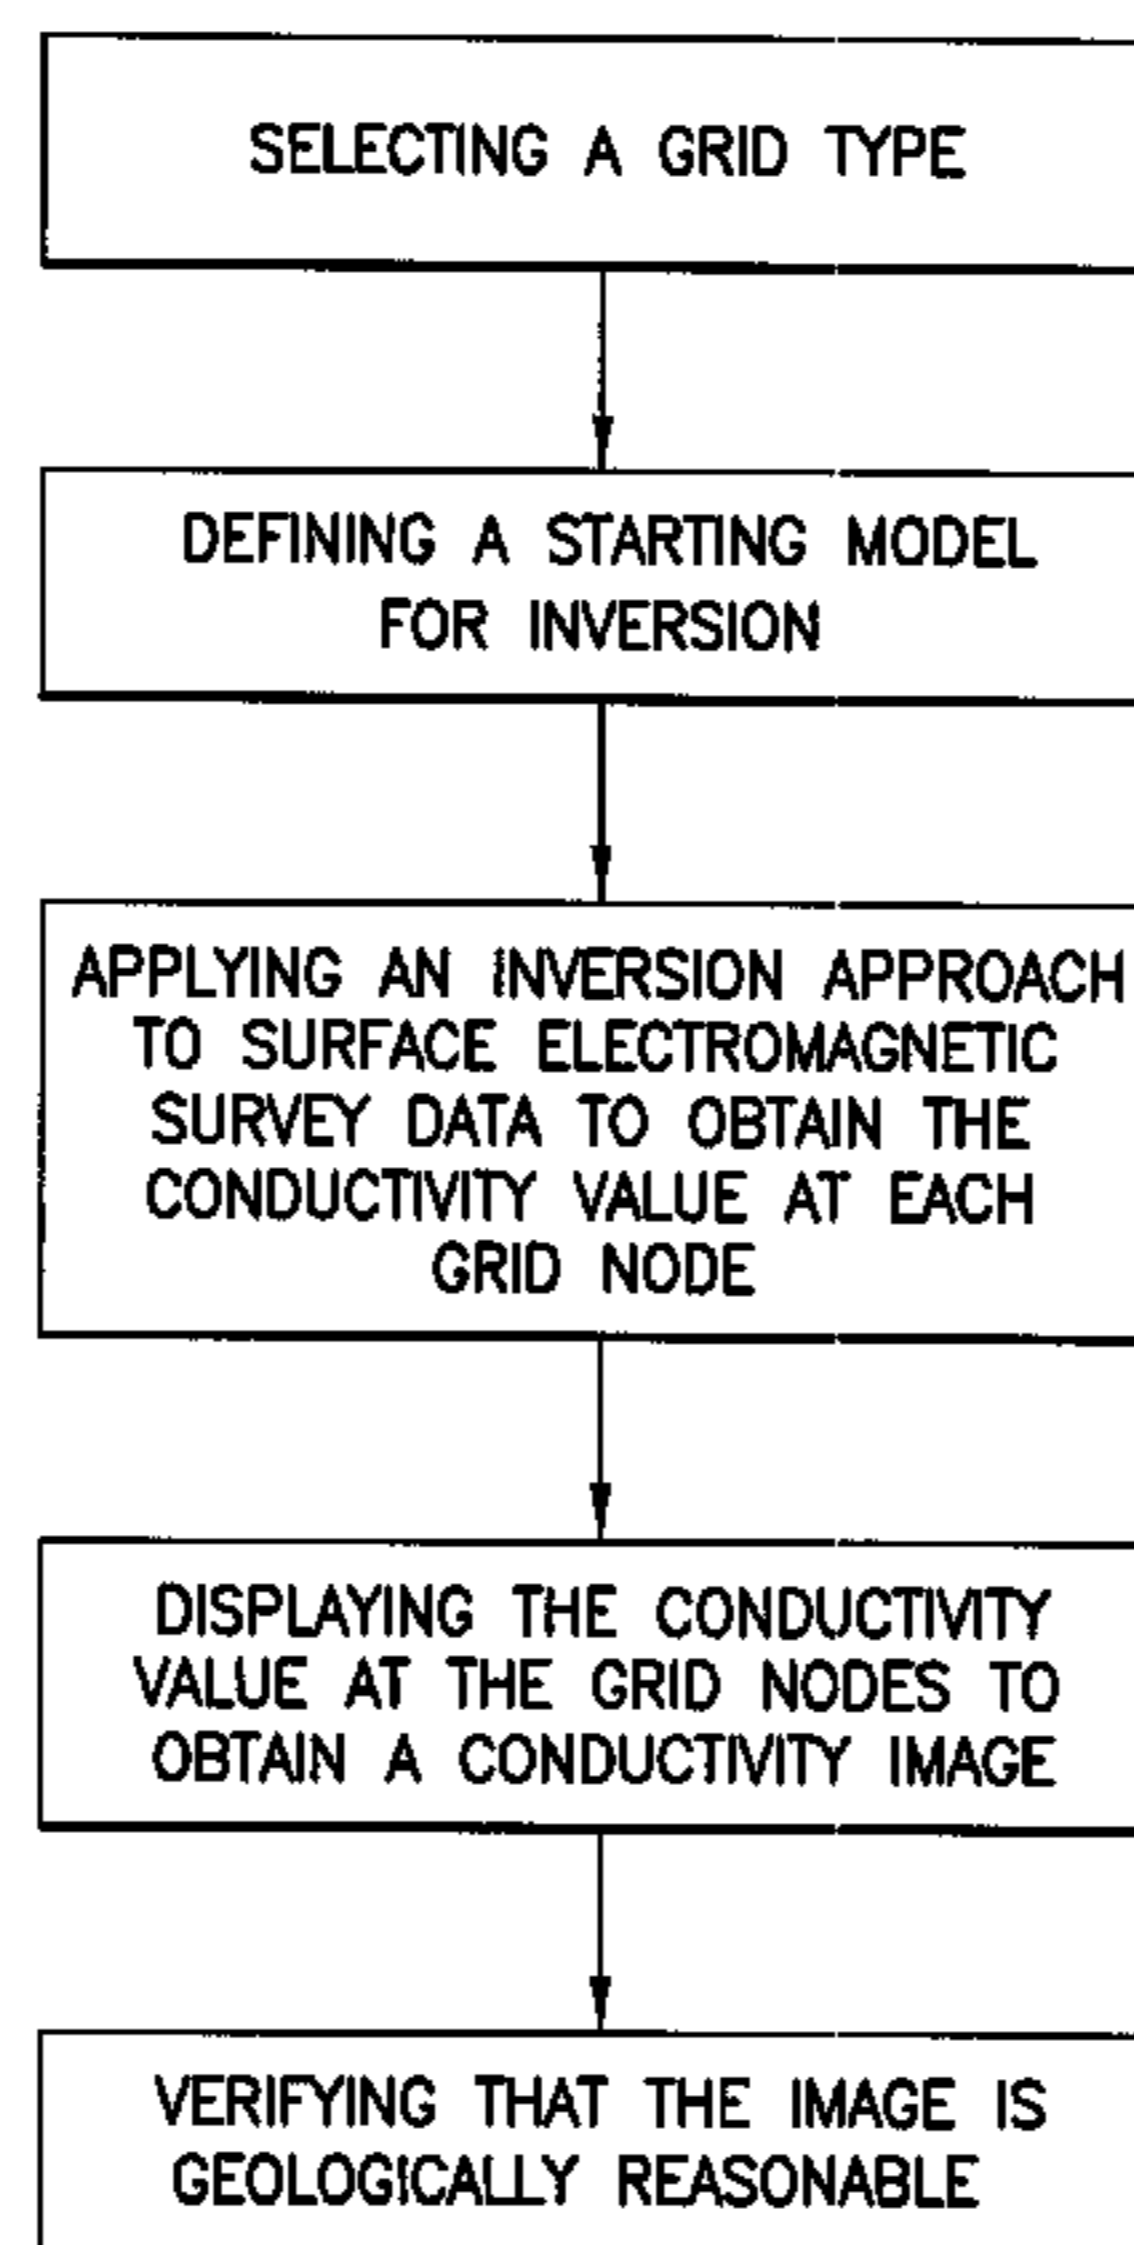 SELECTING A GRID TYPE
DEFINING A STARTING MODEL
FOR INVERSION
APPLYING AN INVERSION APPROACH
TO SURFACE ELECTROMAGNETIC
SURVEY DATA TO OBTAIN THE
CONDUCTIVITY VALUE AT EACH
GRID NODE
DISPLAYING THE CONDUCTIVITY
VALUE AT THE GRID NODES TO
OBTAIN A CONDUCTIVITY IMAGE
VERIFYING THAT THE IMAGE IS
GEOLOGICALLY REASONABLE